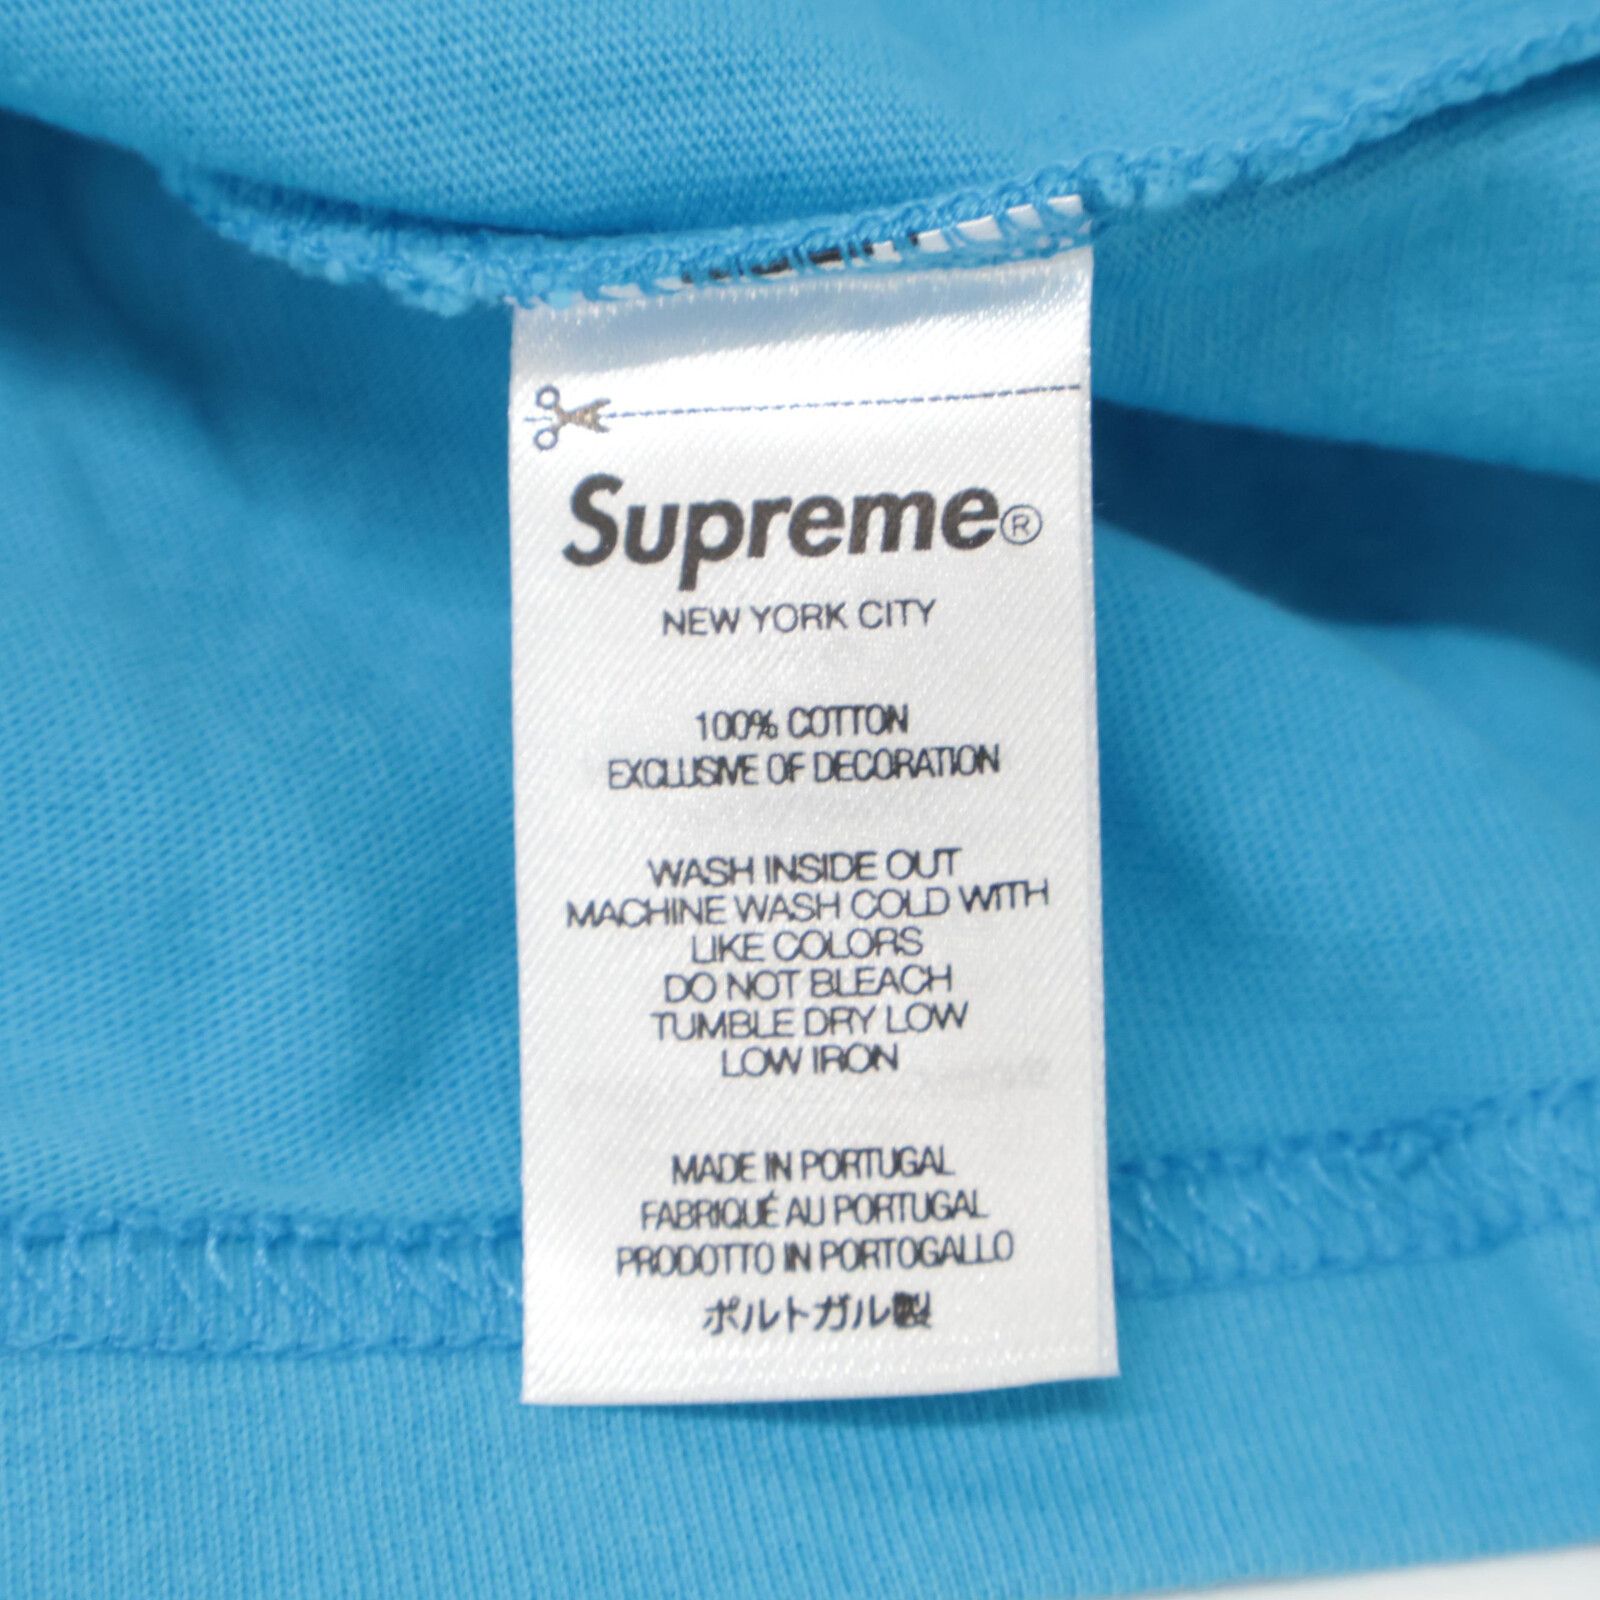 Supreme®
NEW YORK CITY
100% COTTON
EXCLUSIVE OF DECORATION
WASH INSIDE OUT
MACHINE WASH COLD WITH
LIKE COLORS
DO NOT BLEACH
TUMBLE DRY LOW
LOW IRON
MADE IN PORTUGAL
FABRIQUÉ AU PORTUGAL
PRODOTTO IN PORTOGALLO
ポルトガル製